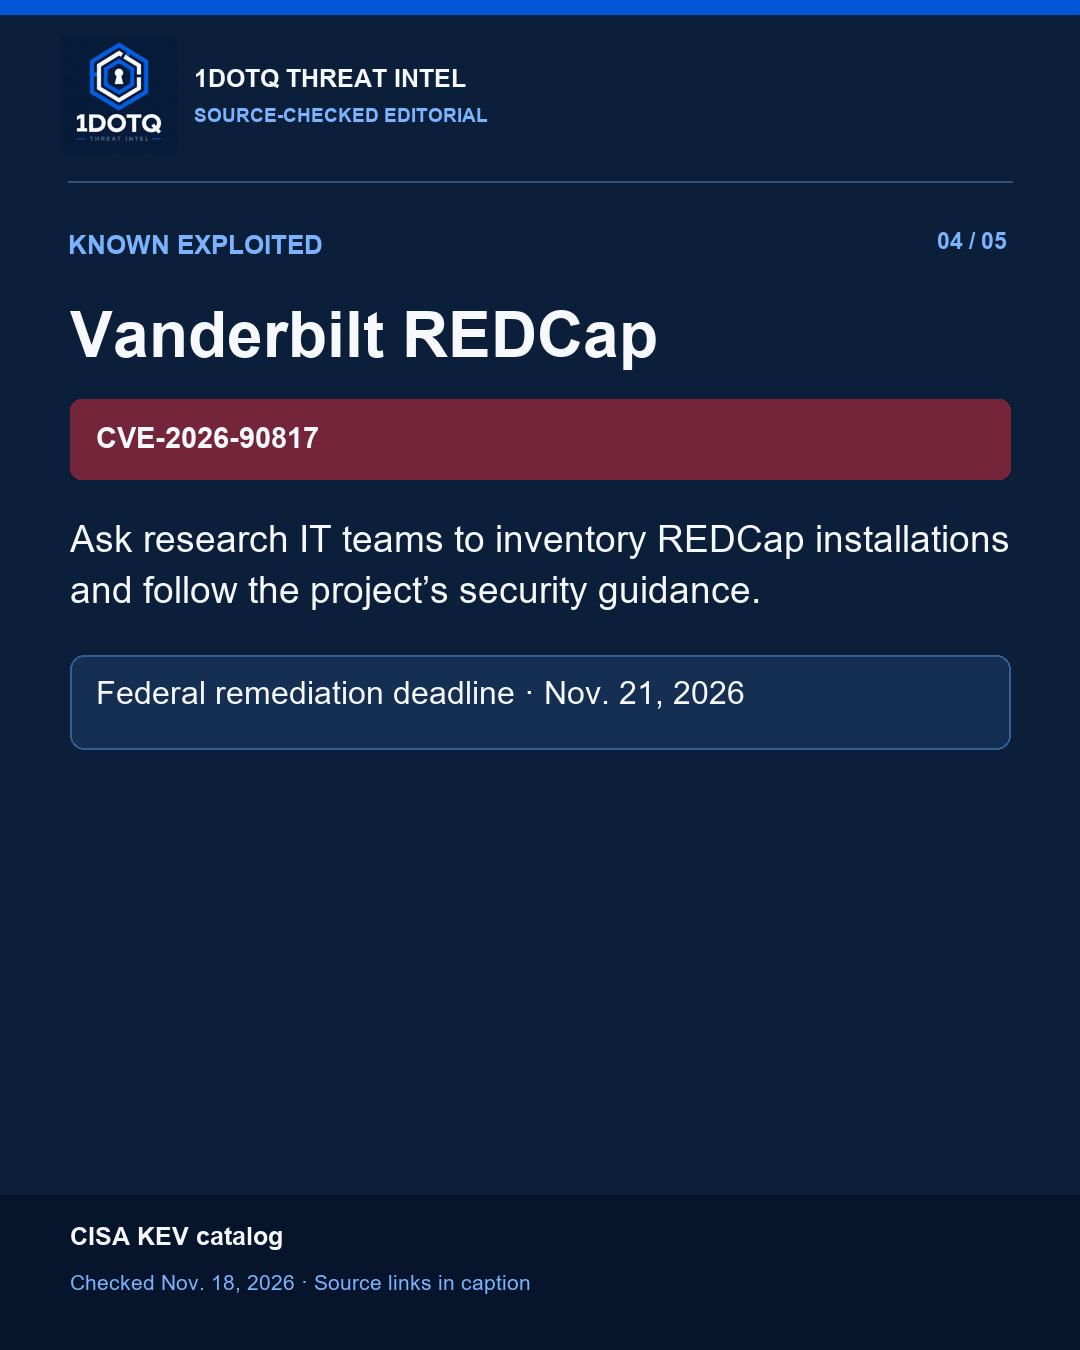 1DOTQ
THREAT INTEL
1DOTQ THREAT INTEL
SOURCE-CHECKED EDITORIAL
KNOWN EXPLOITED
04 / 05
Vanderbilt REDCap
CVE-2026-90817
Ask research IT teams to inventory REDCap installations
and follow the project’s security guidance.
Federal remediation deadline · Nov. 21, 2026
CISA KEV catalog
Checked Nov. 18, 2026 · Source links in caption